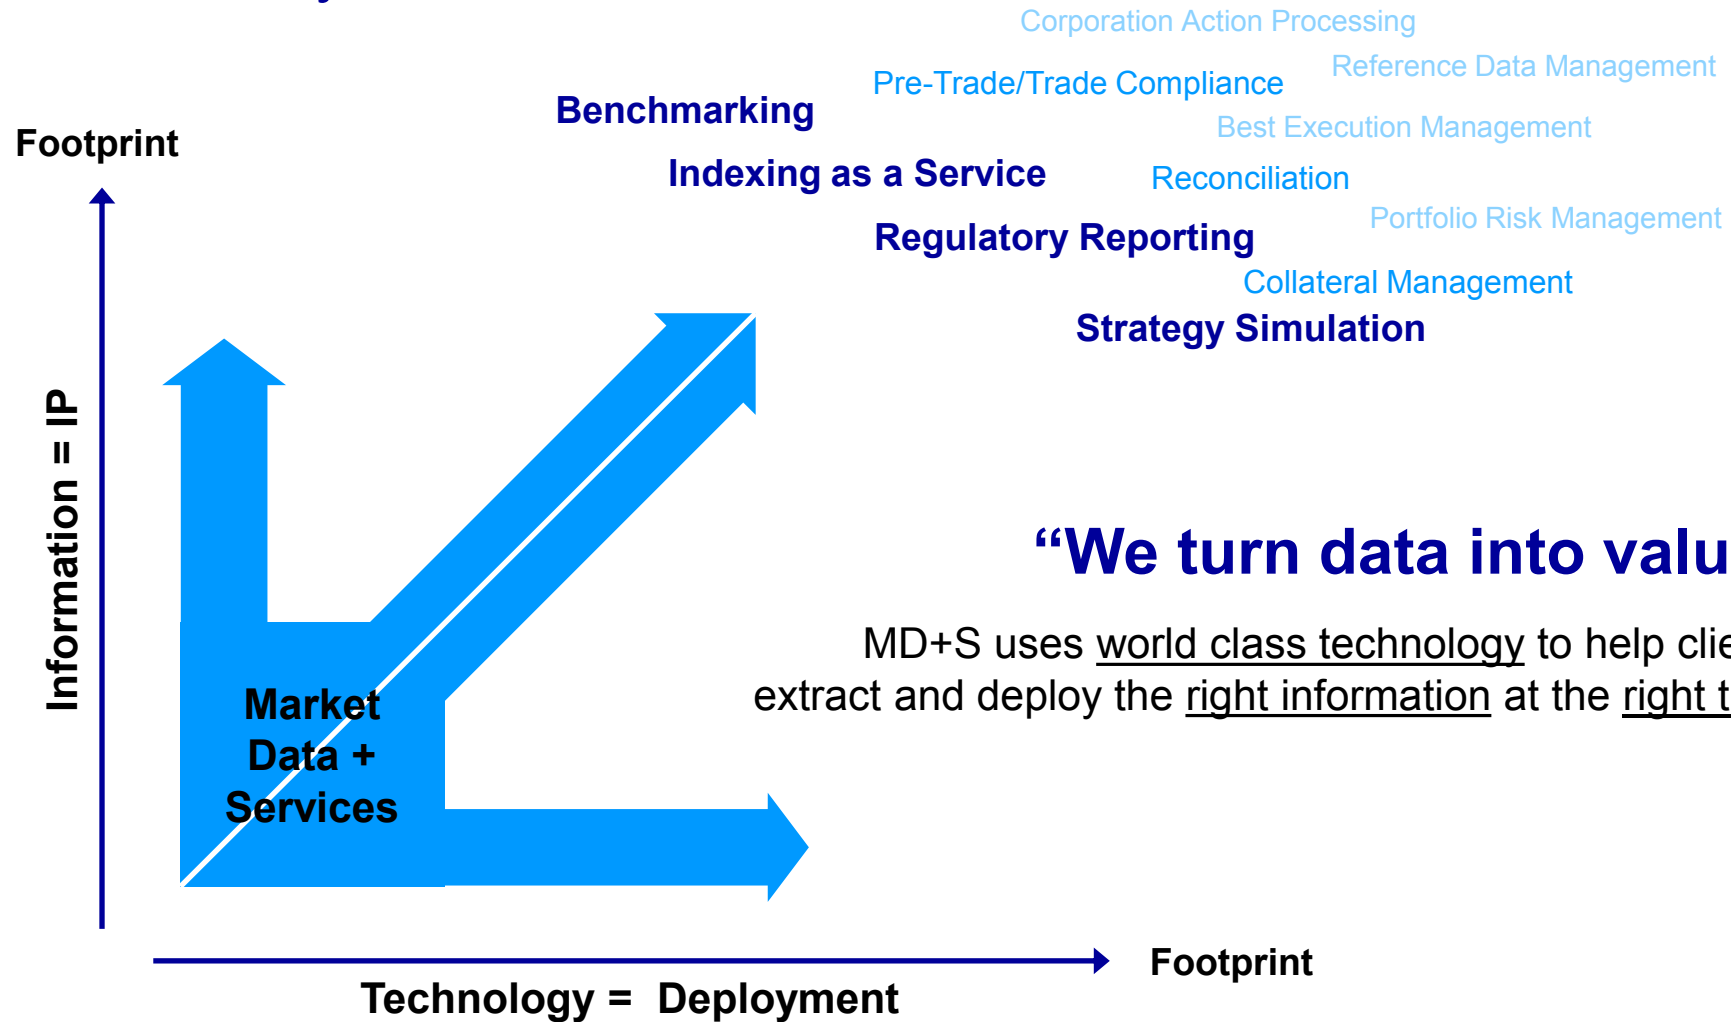 Corporation Action Processing
Reference Data Management
Pre-Trade/Trade Compliance
Benchmarking
Best Execution Management
Footprint
Indexing as a Service
Reconciliation
Portfolio Risk Management
Regulatory Reporting
Collateral Management
Strategy Simulation
Information = IP
“We turn data into valu
MD+S uses world class technology to help clie
extract and deploy the right information at the right t
Market
Data +
Services
Footprint
Technology = Deployment